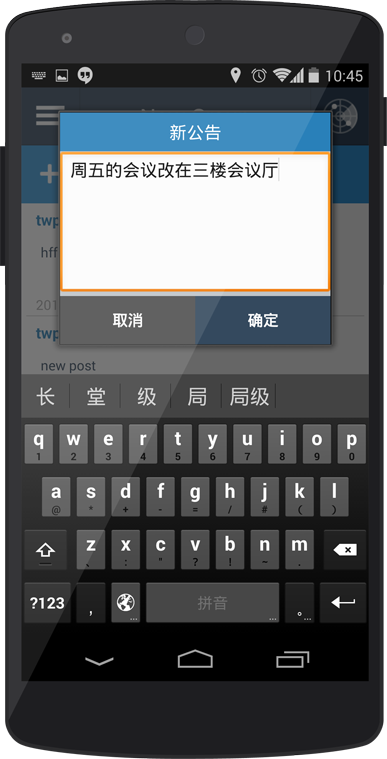 10:45
新公告
周五的会议改在三楼会议厅
twp
hff
201
取消
确定
twp
new post
长 堂 级 局 局级
q w e r t y u i o p
1 2 3 4 5 6 7 8 9 0
a s d f g h j k l
@ * + - = / # ( )
z x c v b n m
?123 , 拼音 。